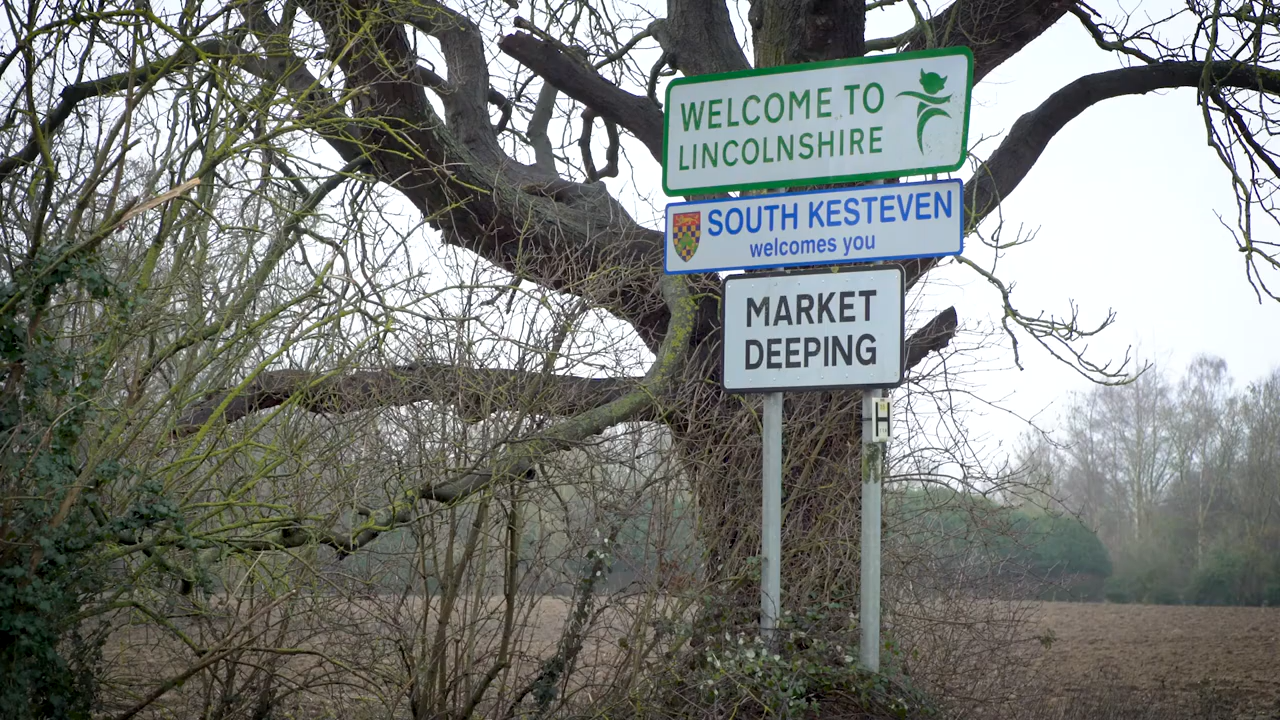 WELCOME TO
LINCOLNSHIRE
SOUTH KESTEVEN
welcomes you
MARKET
DEEPING
H